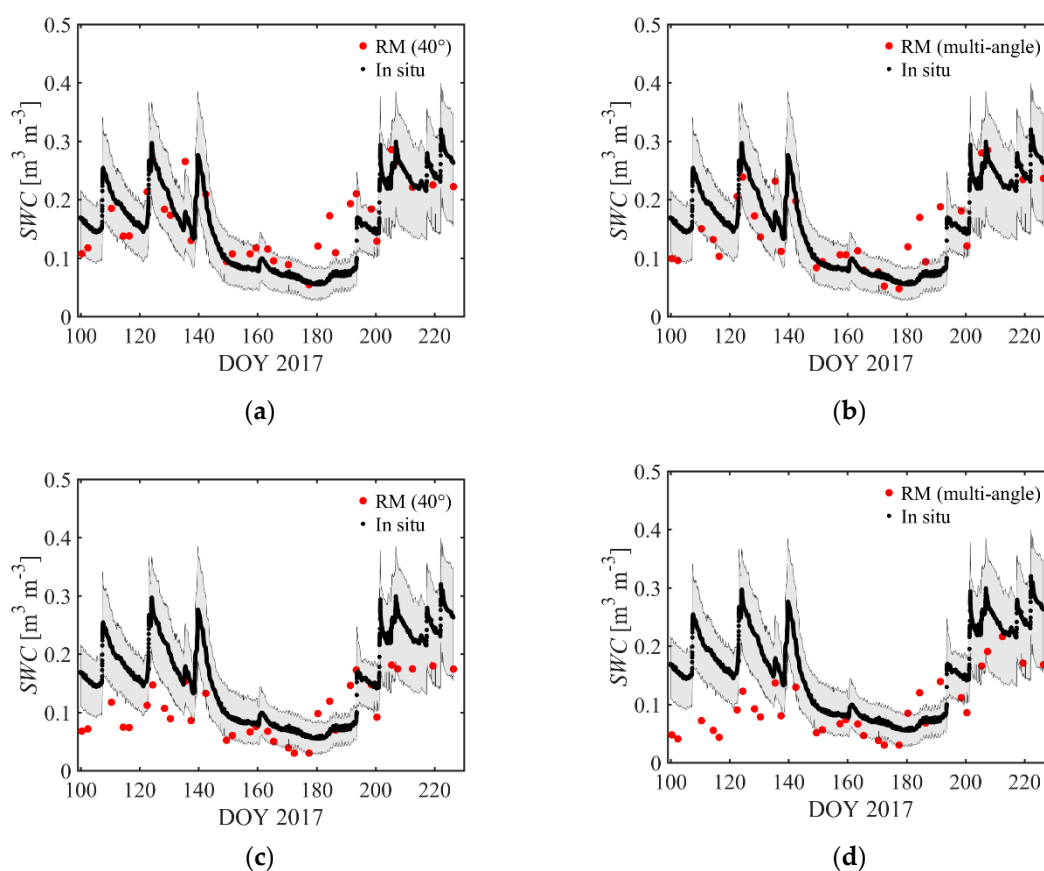 0.5
0.4
0.3
0.2
0.1
0
SWC [m³ m⁻³]
RM (40°)
In situ
100 120 140 160 180 200 220
DOY 2017
(a)
0.5
0.4
0.3
0.2
0.1
0
SWC [m³ m⁻³]
RM (multi-angle)
In situ
100 120 140 160 180 200 220
DOY 2017
(b)
0.5
0.4
0.3
0.2
0.1
0
SWC [m³ m⁻³]
RM (40°)
In situ
100 120 140 160 180 200 220
DOY 2017
(c)
0.5
0.4
0.3
0.2
0.1
0
SWC [m³ m⁻³]
RM (multi-angle)
In situ
100 120 140 160 180 200 220
DOY 2017
(d)